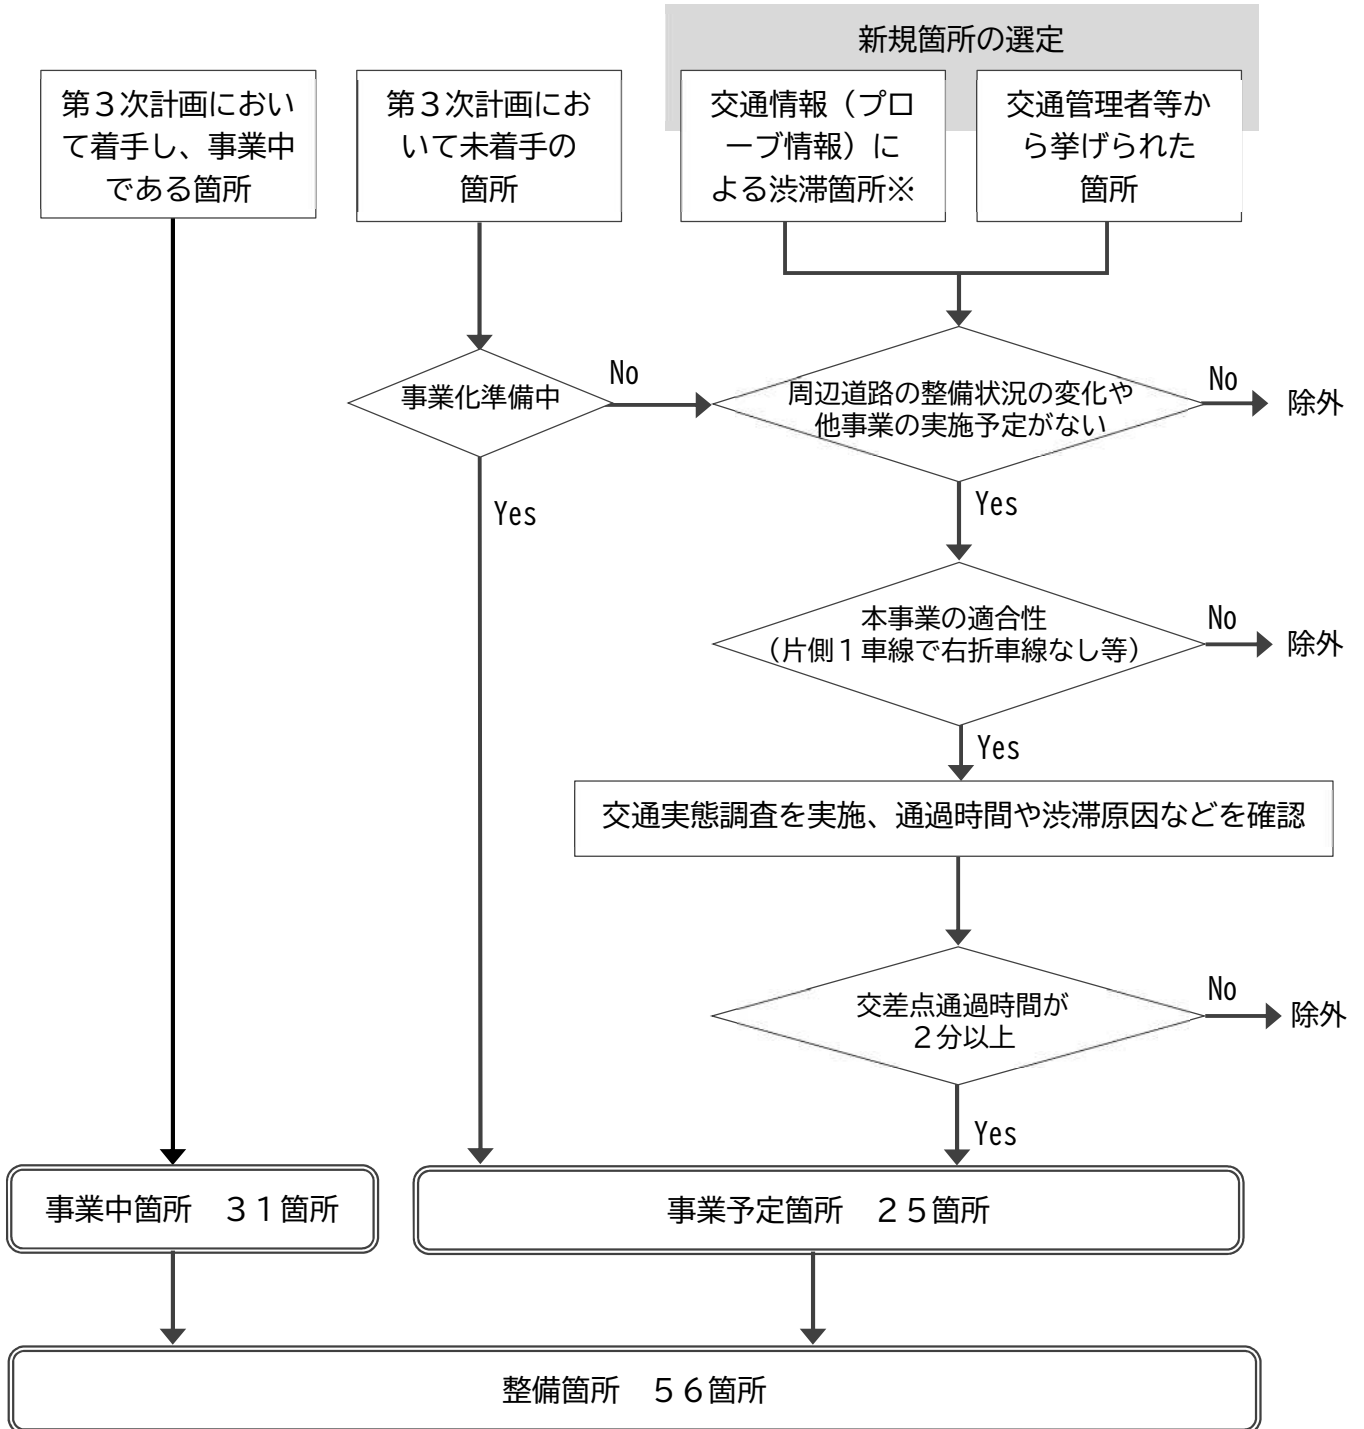 新規箇所の選定
第３次計画におい
て着手し、事業中
である箇所
第３次計画にお
いて未着手の
箇所
交通情報（プロ
ーブ情報）に
よる渋滞箇所※
交通管理者等か
ら挙げられた
箇所
事業化準備中
No
周辺道路の整備状況の変化や
他事業の実施予定がない
No
除外
Yes
Yes
本事業の適合性
（片側１車線で右折車線なし等）
No
除外
Yes
交通実態調査を実施、通過時間や渋滞原因などを確認
交差点通過時間が
２分以上
No
除外
Yes
事業中箇所　３１箇所
事業予定箇所　２５箇所
整備箇所　５６箇所